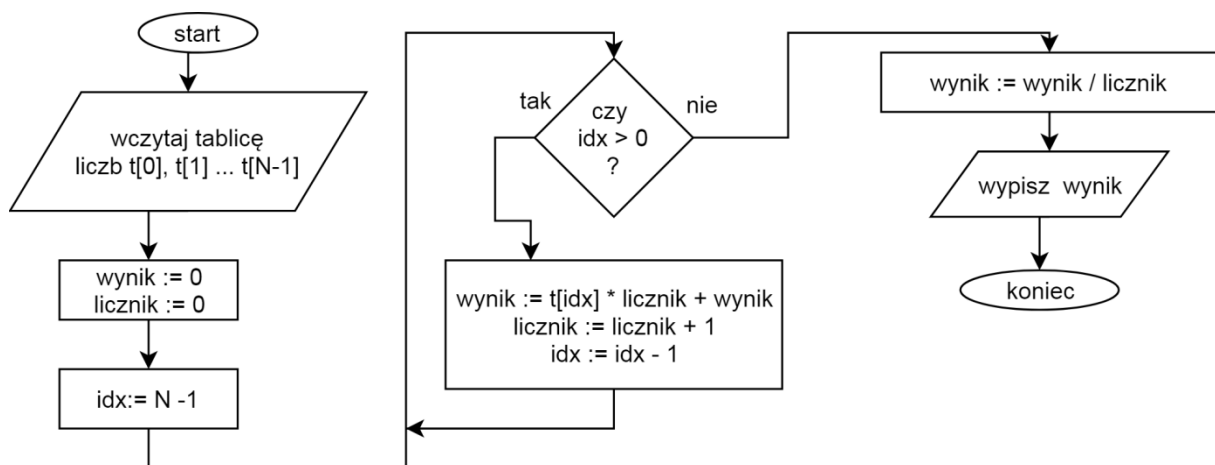 start
wczytaj tablicę
liczb t[0], t[1] ... t[N-1]
wynik := 0
licznik := 0
idx:= N -1
tak
czy
idx > 0
?
nie
wynik := t[idx] * licznik + wynik
licznik := licznik + 1
idx := idx - 1
wynik := wynik / licznik
wypisz wynik
koniec